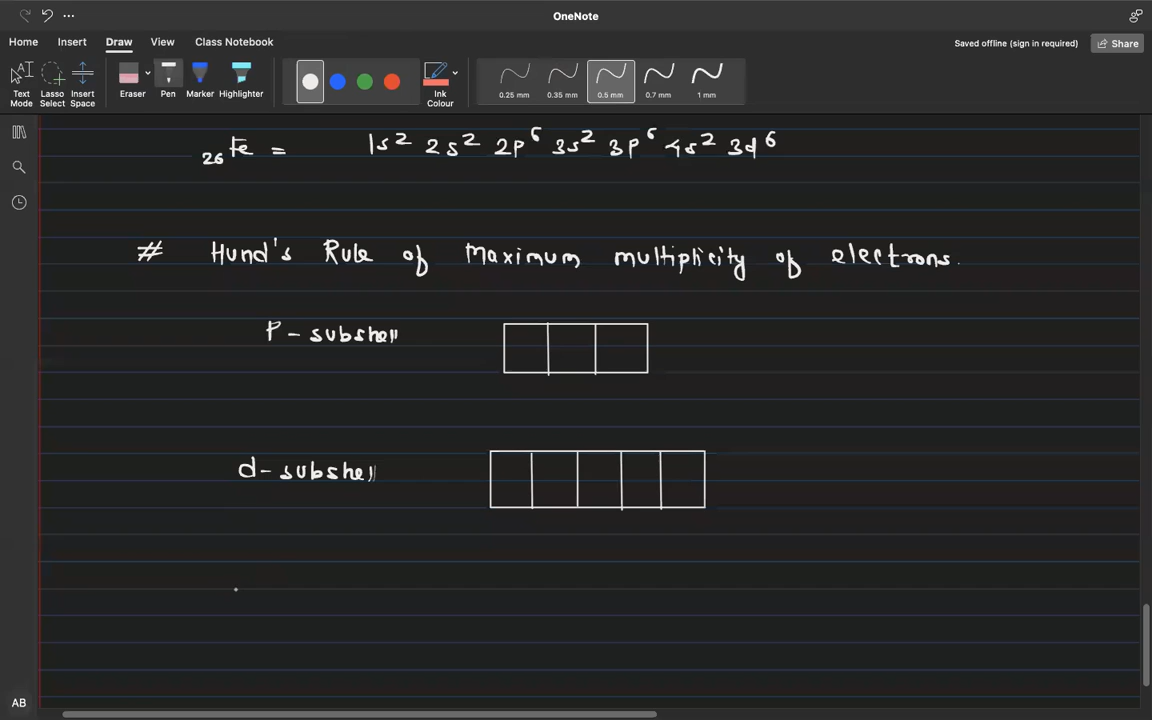 OneNote
Home Insert Draw View Class Notebook
Saved offline (sign in required) Share
Text Mode
Lasso Select
Insert Space
Eraser
Pen
Marker
Highlighter
Ink Colour
0.25 mm 0.35 mm 0.5 mm 0.7 mm 1 mm
₂₆Fe = 1s² 2s² 2p⁶ 3s² 3p⁶ 4s² 3d⁶
# Hund's Rule of Maximum multiplicity of electrons.
P - subshell
d - subshell
AB